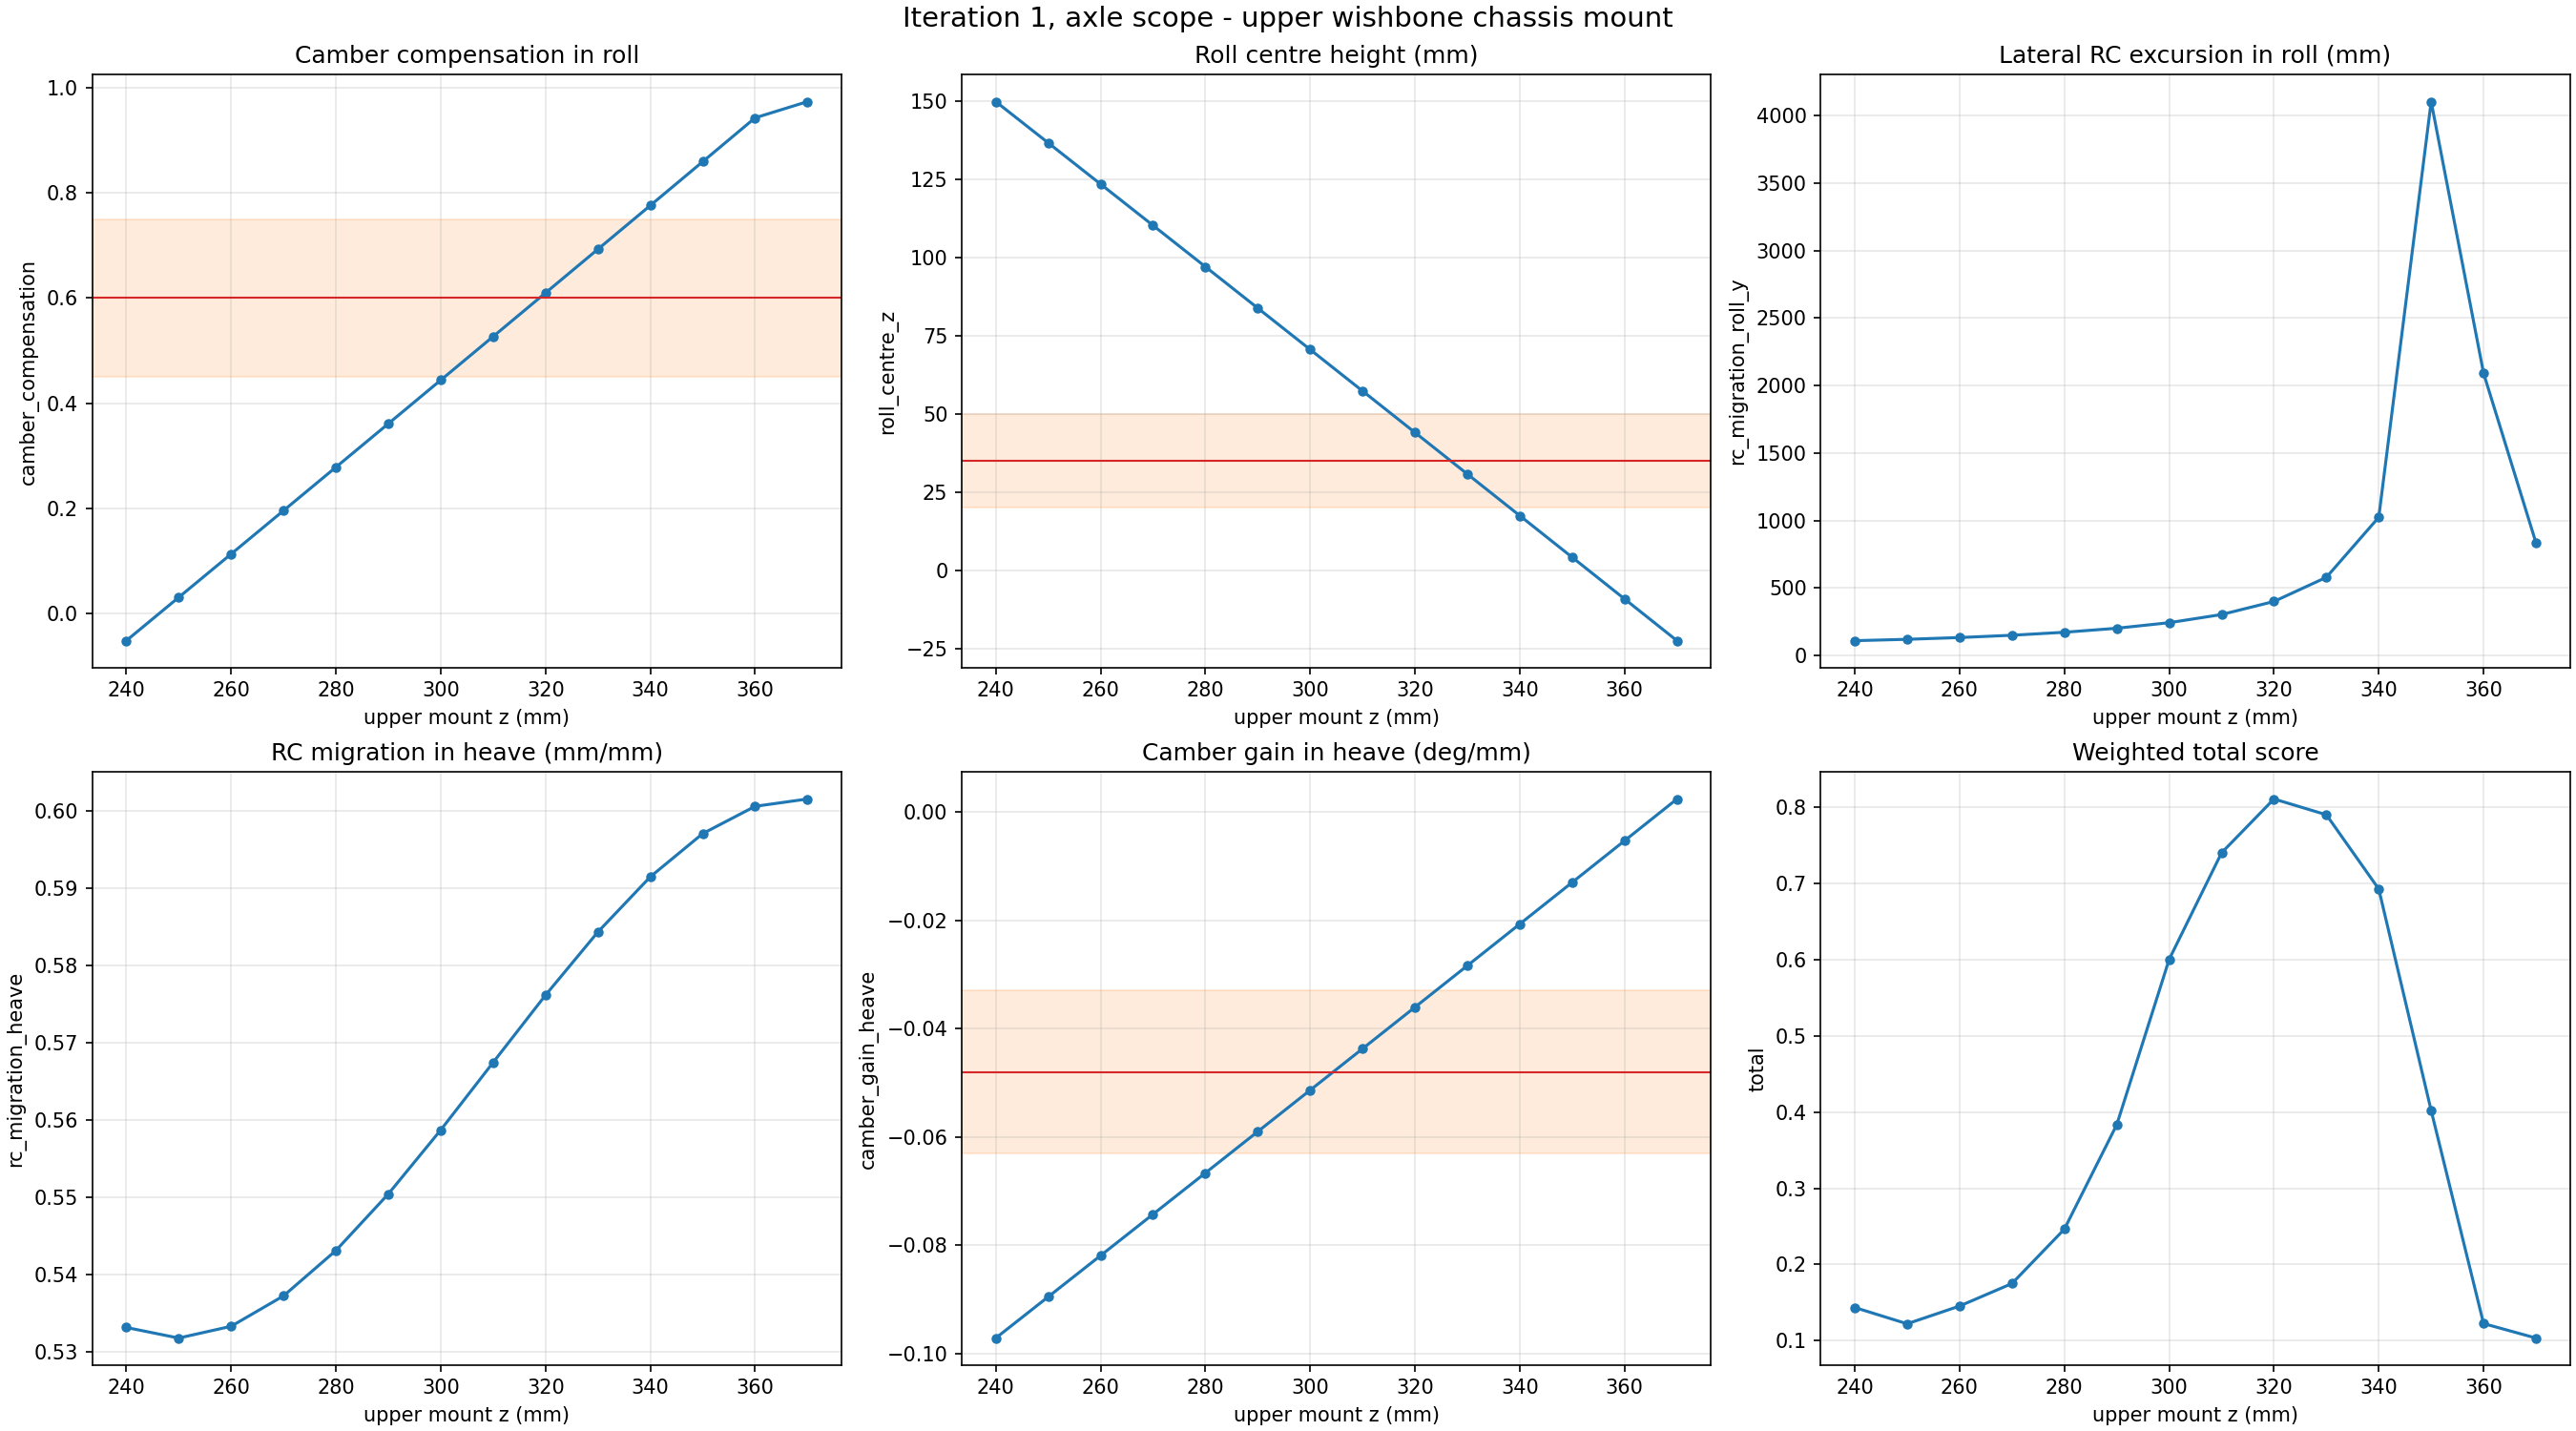 Iteration 1, axle scope - upper wishbone chassis mount
Camber compensation in roll
camber_compensation
1.0
0.8
0.6
0.4
0.2
0.0
240 260 280 300 320 340 360
upper mount z (mm)
Roll centre height (mm)
roll_centre_z
150
125
100
75
50
25
0
−25
240 260 280 300 320 340 360
upper mount z (mm)
Lateral RC excursion in roll (mm)
rc_migration_roll_y
4000
3500
3000
2500
2000
1500
1000
500
0
240 260 280 300 320 340 360
upper mount z (mm)
RC migration in heave (mm/mm)
rc_migration_heave
0.60
0.59
0.58
0.57
0.56
0.55
0.54
0.53
240 260 280 300 320 340 360
upper mount z (mm)
Camber gain in heave (deg/mm)
camber_gain_heave
0.00
−0.02
−0.04
−0.06
−0.08
−0.10
240 260 280 300 320 340 360
upper mount z (mm)
Weighted total score
total
0.8
0.7
0.6
0.5
0.4
0.3
0.2
0.1
240 260 280 300 320 340 360
upper mount z (mm)